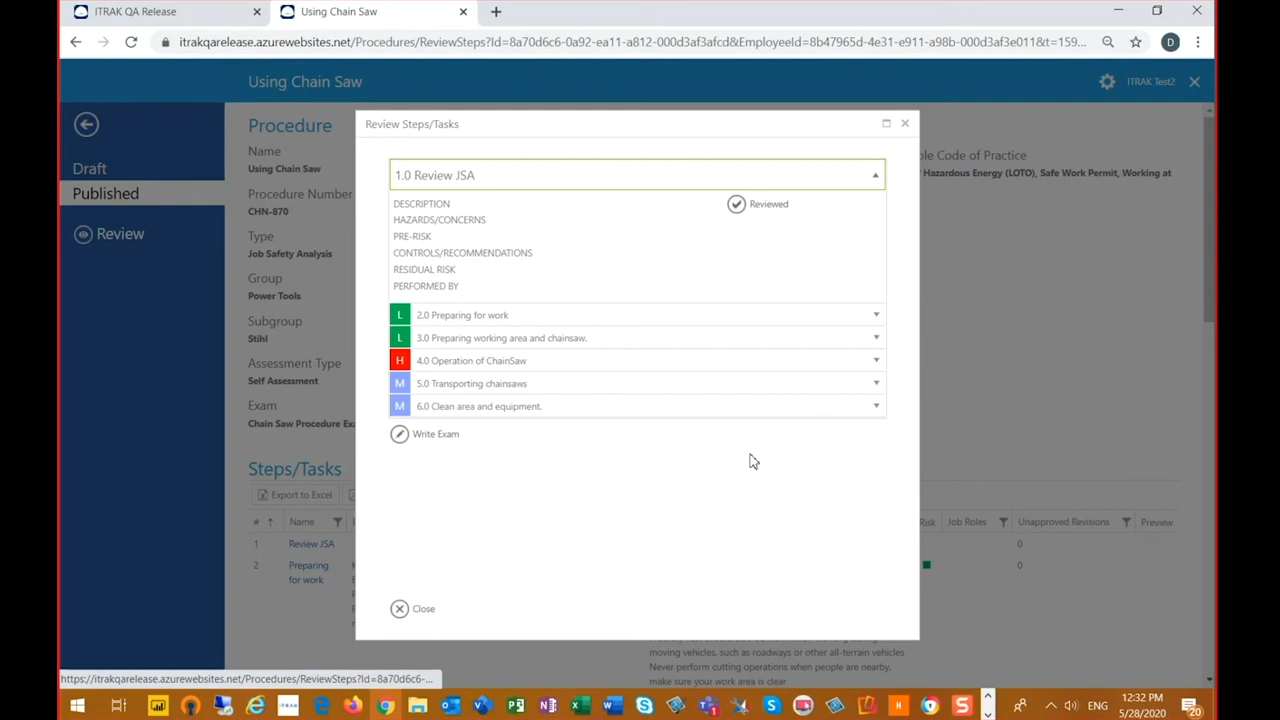 ITRAK QA Release
Using Chain Saw
itrakqarelease.azurewebsites.net/Procedures/ReviewSteps?Id=8a70d6c6-0a92-ea11-a812-000d3af3afcd&EmployeeId=8b47965d-4e31-e911-a98b-000d3af3e011&t=159...
D
Using Chain Saw
ITRAK Test2
Draft
Published
Review
Procedure
Name
Using Chain Saw
Procedure Number
CHN-870
Type
Job Safety Analysis
Group
Power Tools
Subgroup
Stihl
Assessment Type
Self Assessment
Exam
Chain Saw Procedure Exa
le Code of Practice
Hazardous Energy (LOTO), Safe Work Permit, Working at
Review Steps/Tasks
1.0 Review JSA
DESCRIPTION
Reviewed
HAZARDS/CONCERNS
PRE-RISK
CONTROLS/RECOMMENDATIONS
RESIDUAL RISK
PERFORMED BY
L 2.0 Preparing for work
L 3.0 Preparing working area and chainsaw.
H 4.0 Operation of ChainSaw
M 5.0 Transporting chainsaws
M 6.0 Clean area and equipment.
Write Exam
Close
Steps/Tasks
Export to Excel
# Name Risk Job Roles Unapproved Revisions Preview
1 Review JSA 0
2 Preparing for work 0
moving vehicles, such as roadways or other all-terrain vehicles
Never perform cutting operations when people are nearby.
make sure your work area is clear
https://itrakqarelease.azurewebsites.net/Procedures/ReviewSteps?Id=8a70d6c6-...
ENG
12:32 PM
5/28/2020
20